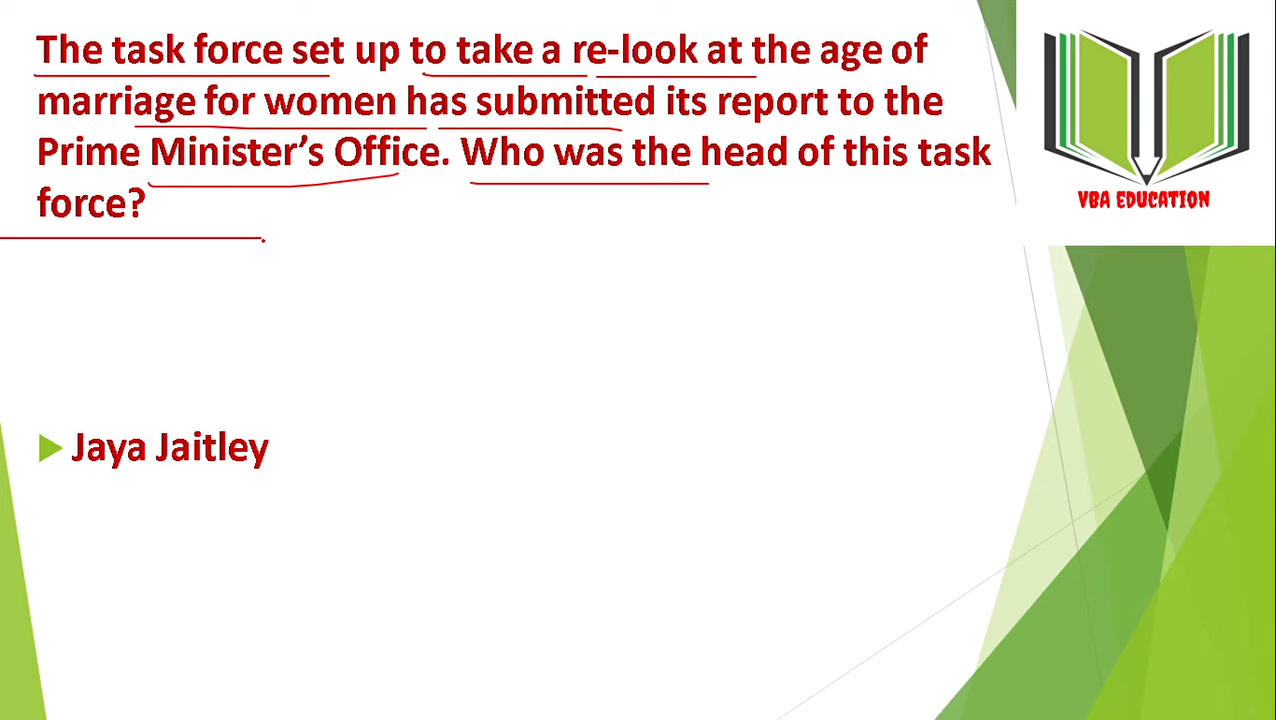 The task force set up to take a re-look at the age of
marriage for women has submitted its report to the
Prime Minister’s Office. Who was the head of this task
force?
VBA EDUCATION
Jaya Jaitley